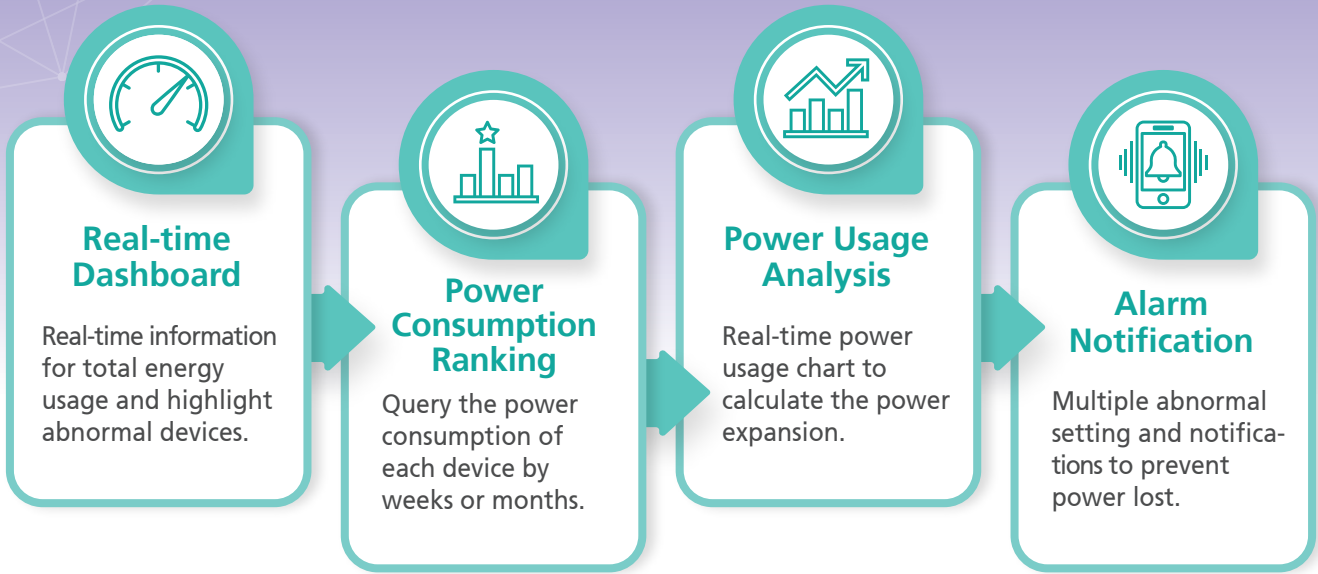 Real-time
Dashboard
Real-time information
for total energy
usage and highlight
abnormal devices.
Power
Consumption
Ranking
Query the power
consumption of
each device by
weeks or months.
Power Usage
Analysis
Real-time power
usage chart to
calculate the power
expansion.
Alarm
Notification
Multiple abnormal
setting and notifica-
tions to prevent
power lost.